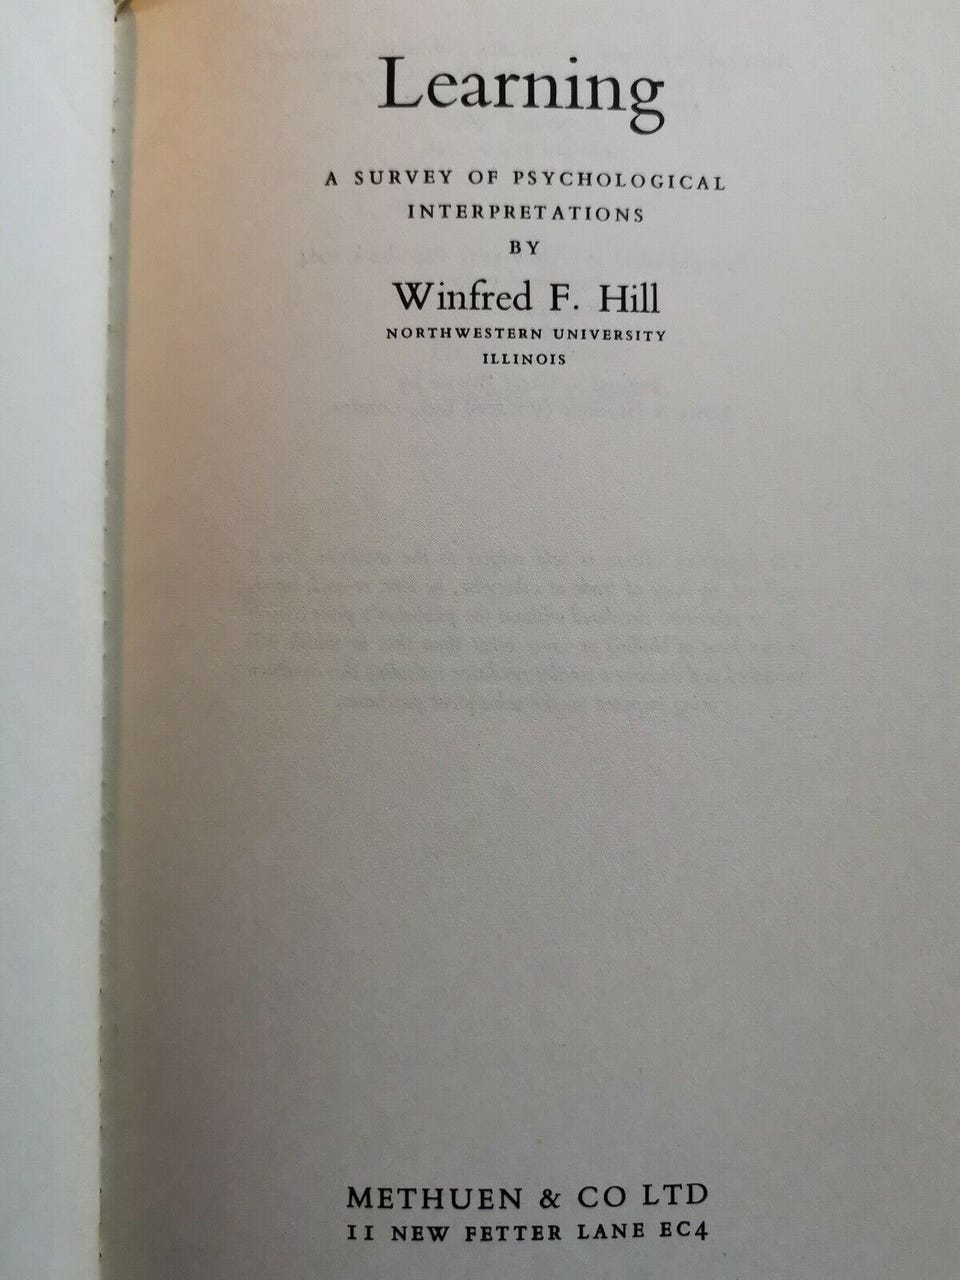 Learning
A SURVEY OF PSYCHOLOGICAL
INTERPRETATIONS
BY
Winfred F. Hill
NORTHWESTERN UNIVERSITY
ILLINOIS
METHUEN & CO LTD
11 NEW FETTER LANE EC4